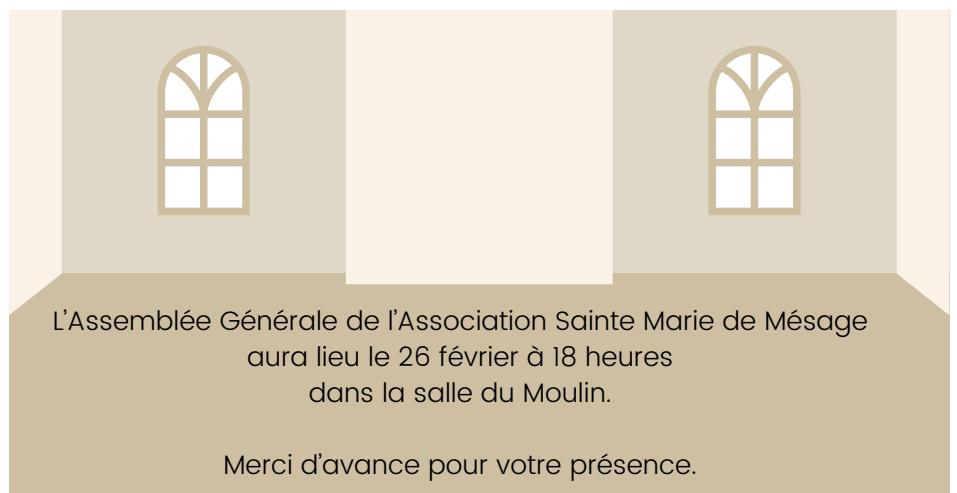 L’Assemblée Générale de l’Association Sainte Marie de Mésage
aura lieu le 26 février à 18 heures
dans la salle du Moulin.
Merci d’avance pour votre présence.